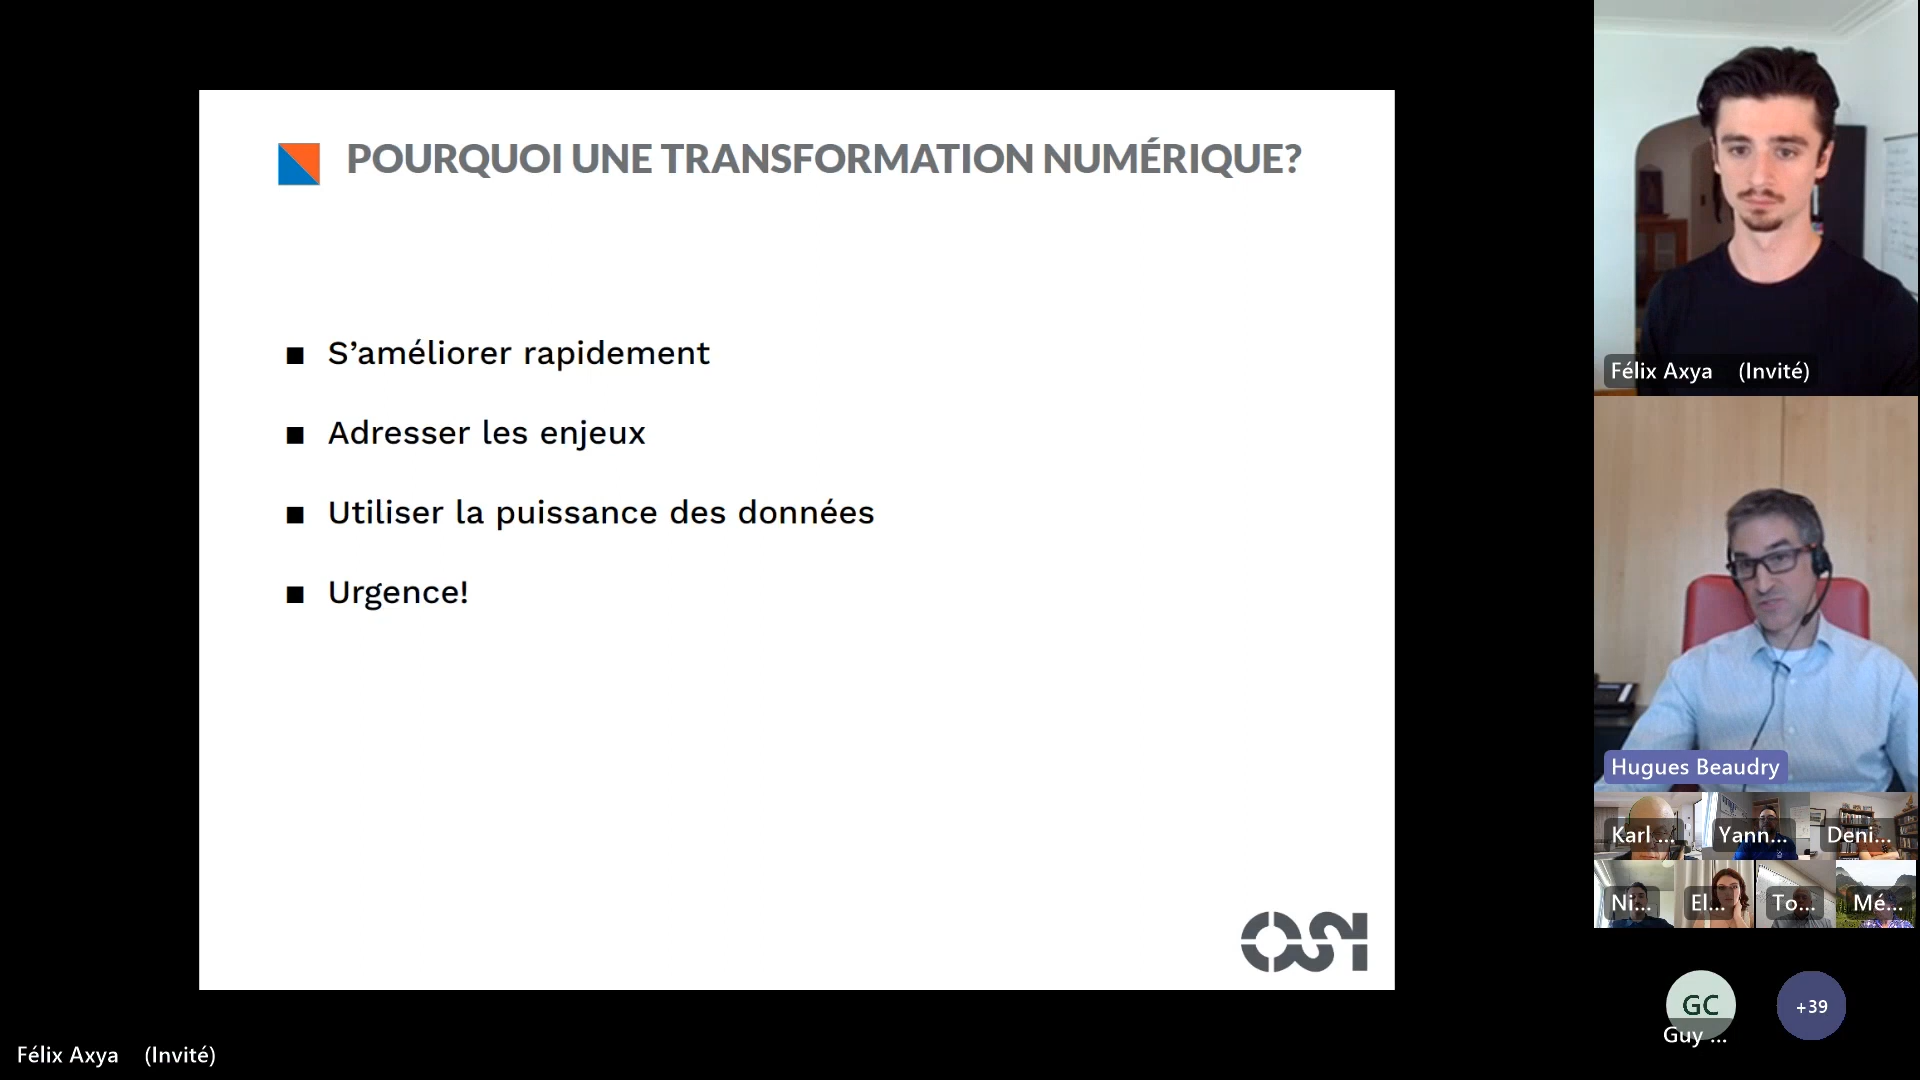 POURQUOI UNE TRANSFORMATION NUMÉRIQUE?
■ S’améliorer rapidement
■ Adresser les enjeux
■ Utiliser la puissance des données
■ Urgence!
OSI
Félix Axya (Invité)
Félix Axya (Invité)
Hugues Beaudry
Karl ...
Yann...
Deni...
Ni...
El...
To...
Mé...
GC
Guy ...
+39